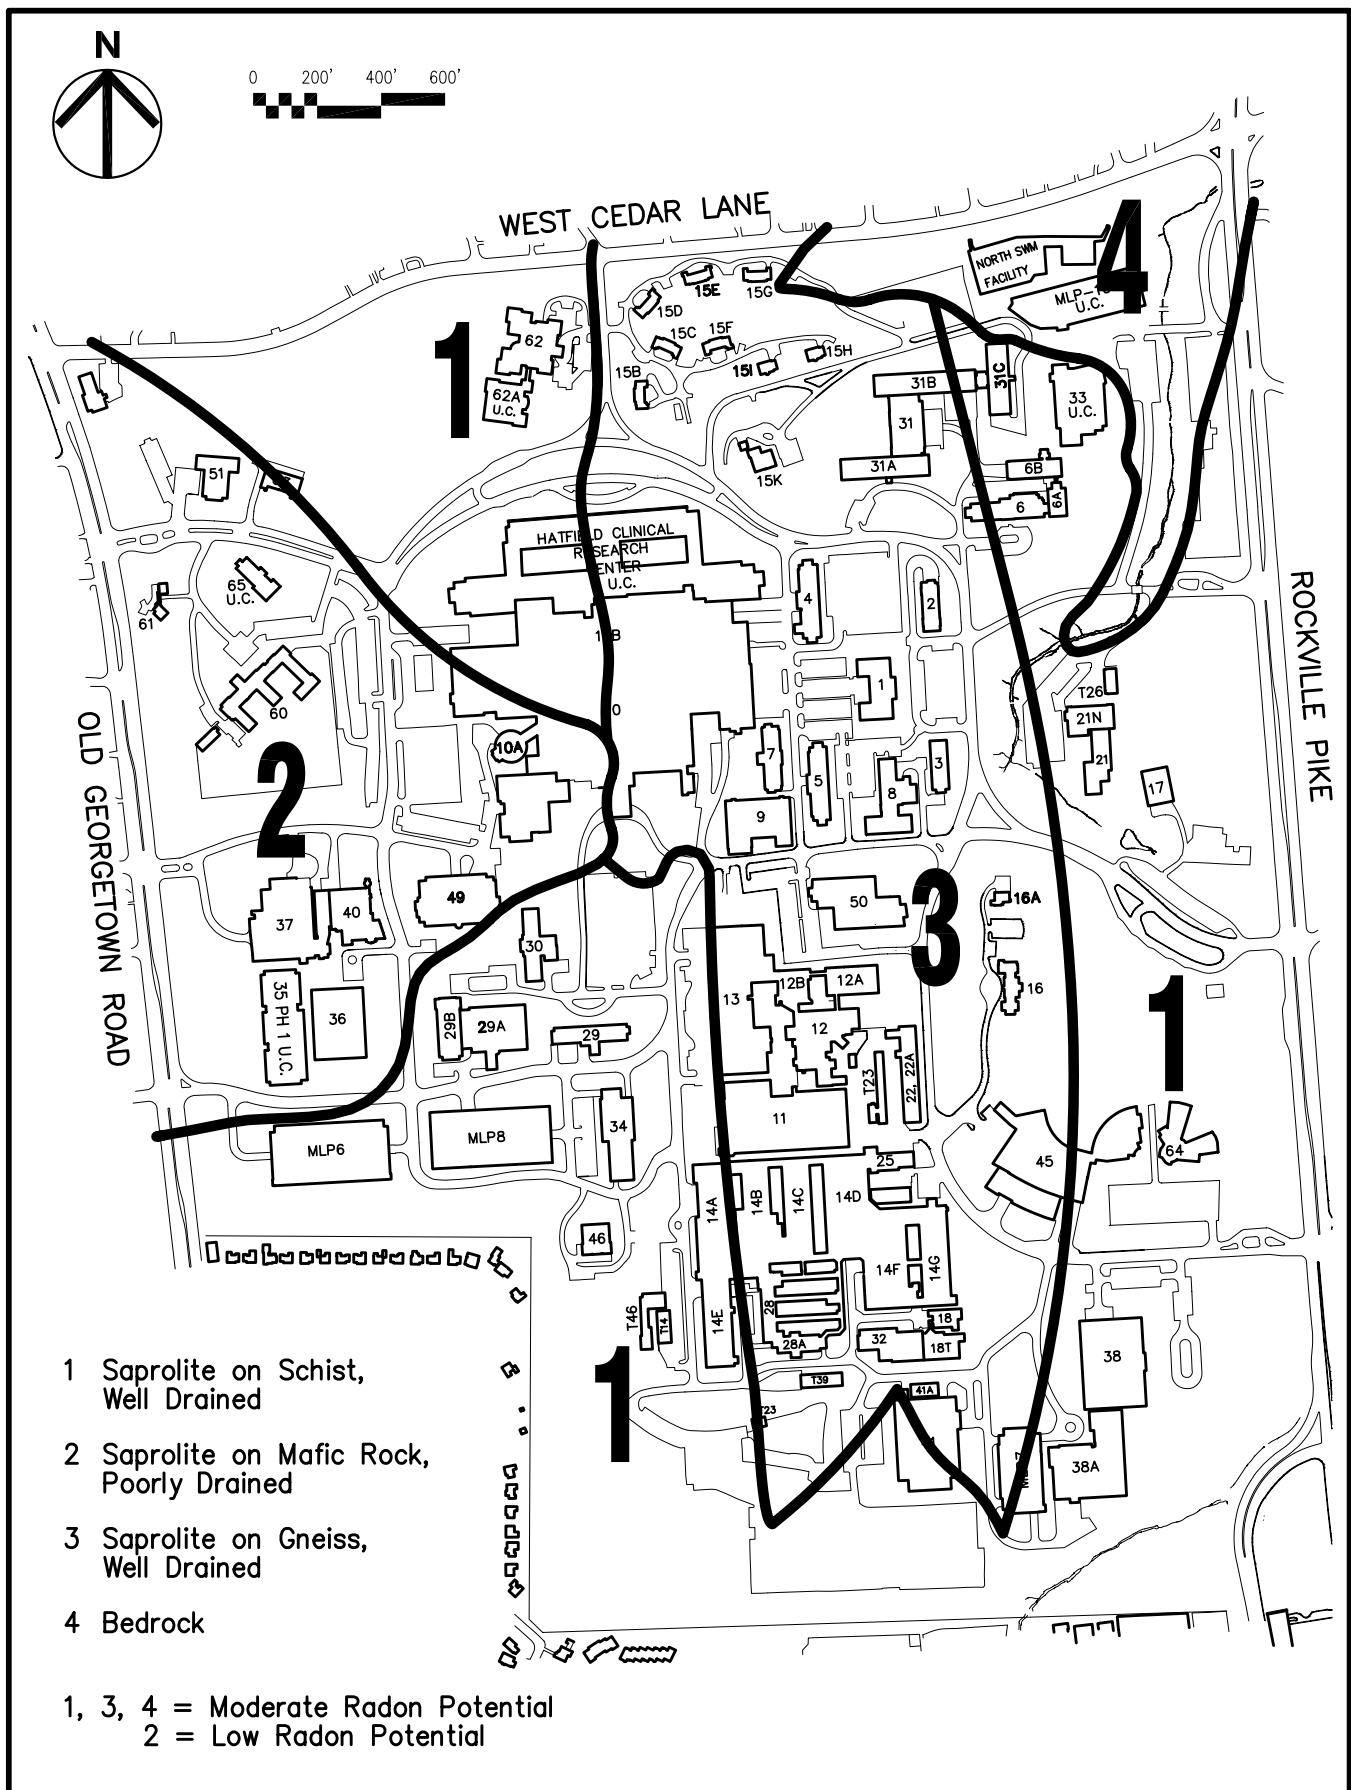 N
0 200' 400' 600'
WEST CEDAR LANE
4
NORTH SWM
FACILITY
U.C.
15E
15G
15D
15C
15F
15H
15I
15B
1
62
62A
U.C.
31B
31C
33
U.C.
31
31A
15K
6B
6A
6
51
HATFIELD CLINICAL
U.C.
65
U.C.
61
4
2
60
1
T26
21N
21
10A
7
5
8
3
17
9
2
OLD GEORGETOWN ROAD
ROCKVILLE PIKE
37
40
49
30
50
3
16A
16
35 PH 1 U.C.
36
29B
29A
29
13
12B
12A
12
T23
22, 22A
1
11
34
MLP6
MLP8
25
45
64
14A
14B
14C
14D
46
14F
14G
T46
T14
14E
28
28A
32
18
18T
38
T39
41A
1
38A
1 Saprolite on Schist,
Well Drained
2 Saprolite on Mafic Rock,
Poorly Drained
3 Saprolite on Gneiss,
Well Drained
4 Bedrock
1, 3, 4 = Moderate Radon Potential
2 = Low Radon Potential